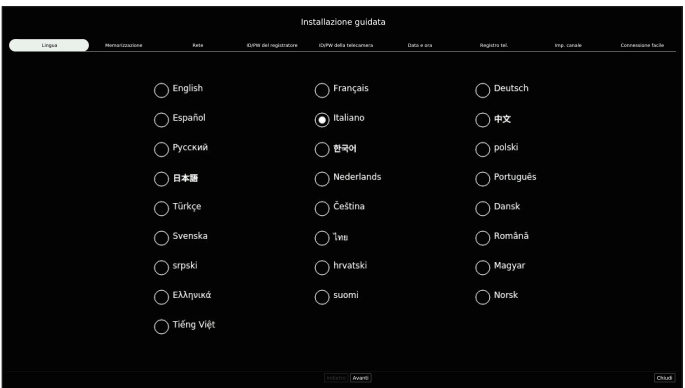 Installazione guidata
Lingua Memorizzazione Rete ID/PW del registratore ID/PW della telecamera Data e ora Registro tel. Imp. canale Connessione facile
English Français Deutsch
Español Italiano 中文
Русский 한국어 polski
日本語 Nederlands Português
Türkçe Čeština Dansk
Svenska ไทย Română
srpski hrvatski Magyar
Ελληνικά suomi Norsk
Tiếng Việt
Indietro Avanti Chiudi